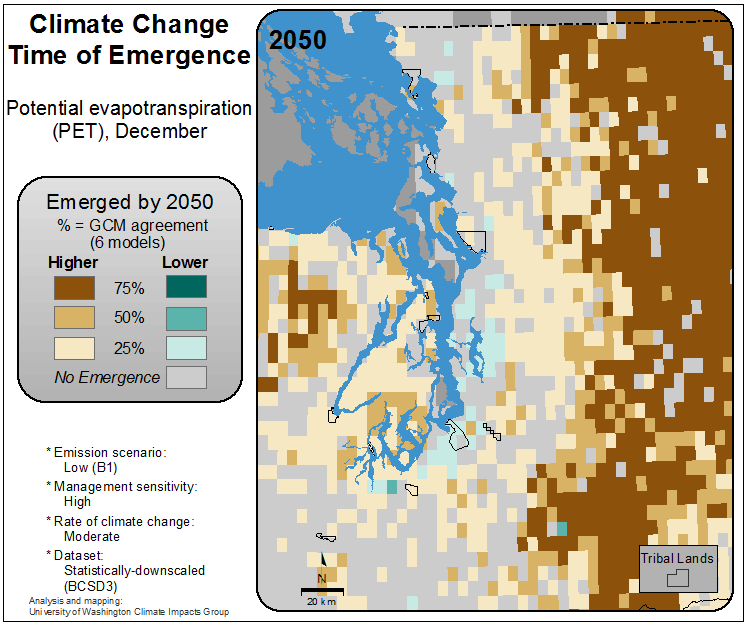 Climate Change
Time of Emergence
Potential evapotranspiration
(PET), December
Emerged by 2050
% = GCM agreement
(6 models)
Higher Lower
75%
50%
25%
No Emergence
* Emission scenario:
Low (B1)
* Management sensitivity:
High
* Rate of climate change:
Moderate
* Dataset:
Statistically-downscaled
(BCSD3)
Analysis and mapping:
University of Washington Climate Impacts Group
2050
N
20 km
Tribal Lands